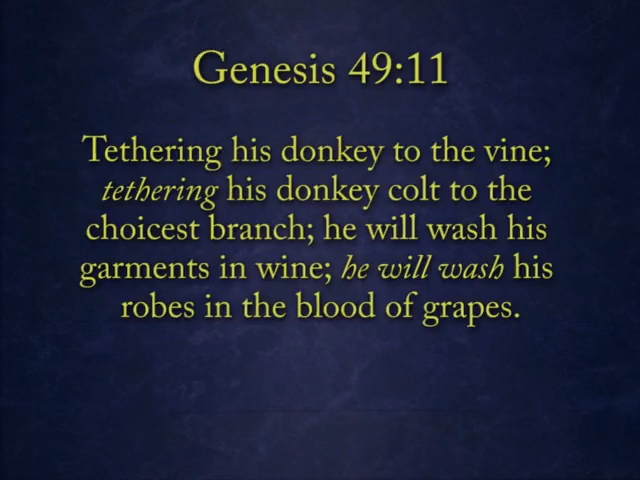 Genesis 49:11
Tethering his donkey to the vine;
tethering his donkey colt to the
choicest branch; he will wash his
garments in wine; he will wash his
robes in the blood of grapes.